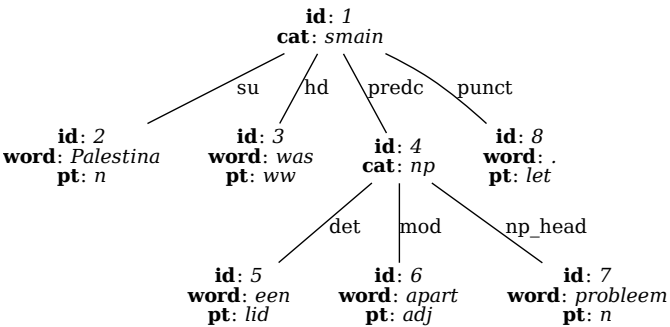 id: 1
cat: smain
su
hd
predc
punct
id: 2
word: Palestina
pt: n
id: 3
word: was
pt: ww
id: 4
cat: np
id: 8
word: .
pt: let
det
mod
np_head
id: 5
word: een
pt: lid
id: 6
word: apart
pt: adj
id: 7
word: probleem
pt: n